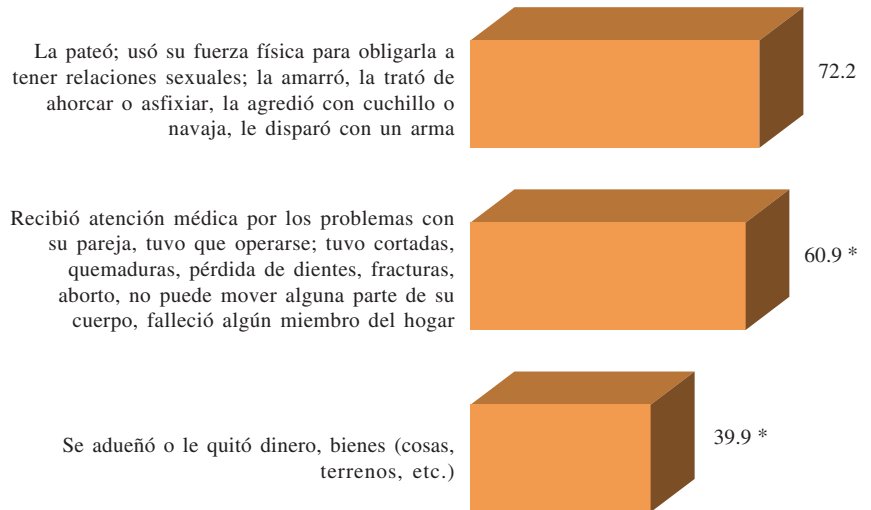 La pateó; usó su fuerza física para obligarla a
tener relaciones sexuales; la amarró, la trató de
ahorcar o asfixiar, la agredió con cuchillo o
navaja, le disparó con un arma
72.2
Recibió atención médica por los problemas con
su pareja, tuvo que operarse; tuvo cortadas,
quemaduras, pérdida de dientes, fracturas,
aborto, no puede mover alguna parte de su
cuerpo, falleció algún miembro del hogar
60.9 *
Se adueñó o le quitó dinero, bienes (cosas,
terrenos, etc.)
39.9 *